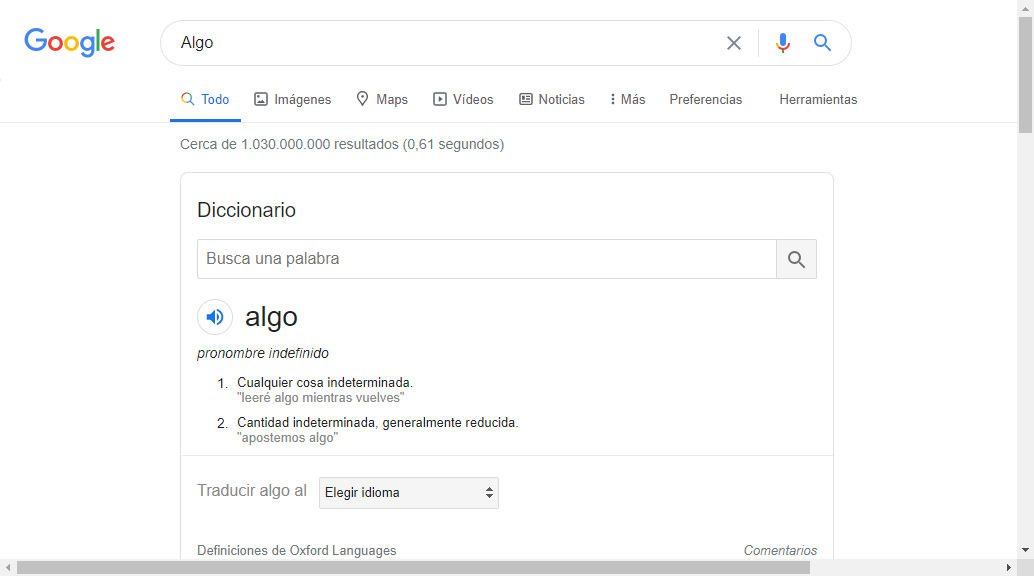 Google
Algo
Todo Imágenes Maps Vídeos Noticias Más Preferencias Herramientas
Cerca de 1.030.000.000 resultados (0,61 segundos)
Diccionario
Busca una palabra
algo
pronombre indefinido
1. Cualquier cosa indeterminada.
"leeré algo mientras vuelves"
2. Cantidad indeterminada, generalmente reducida.
"apostemos algo"
Traducir algo al Elegir idioma
Definiciones de Oxford Languages Comentarios